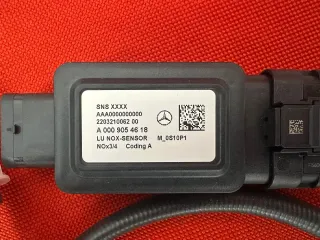 SNS XXXX
AAA0000000000
2203210062 00
A 000 905 46 18
LU NOX-SENSOR M_0S10P1
NOx3/4 Coding A